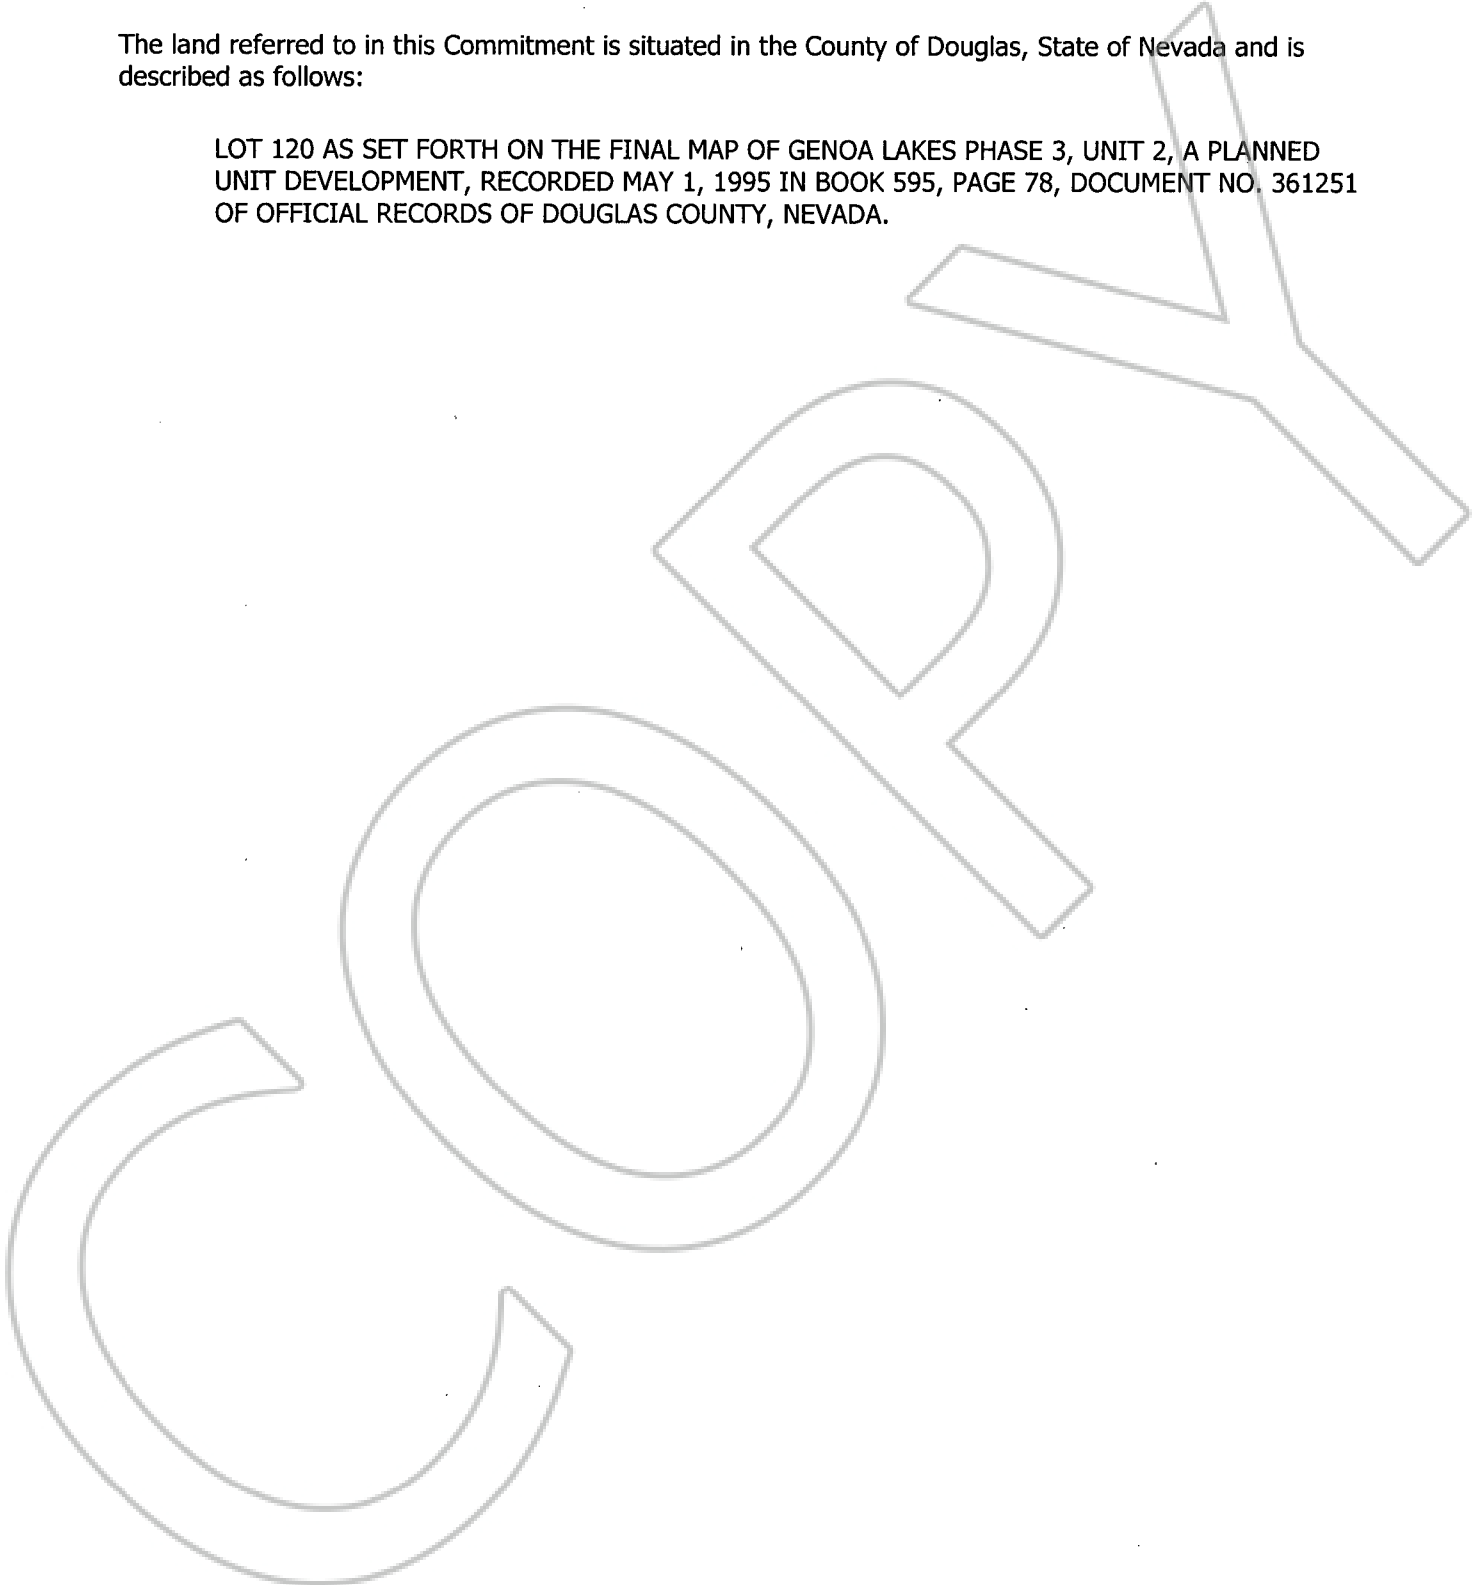 The land referred to in this Commitment is situated in the County of Douglas, State of Nevada and is
described as follows:
LOT 120 AS SET FORTH ON THE FINAL MAP OF GENOA LAKES PHASE 3, UNIT 2, A PLANNED
UNIT DEVELOPMENT, RECORDED MAY 1, 1995 IN BOOK 595, PAGE 78, DOCUMENT NO. 361251
OF OFFICIAL RECORDS OF DOUGLAS COUNTY, NEVADA.
COPY